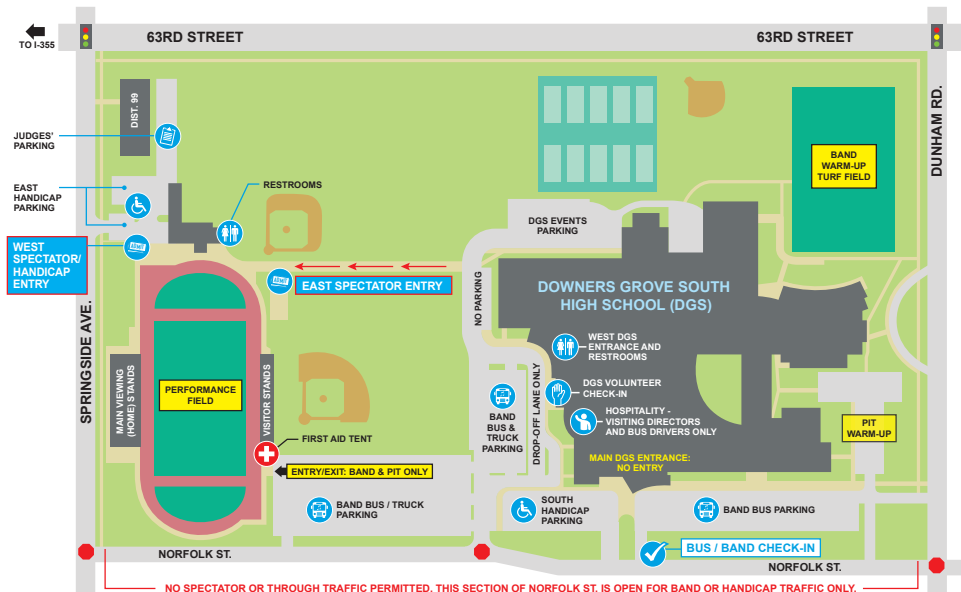 TO I-355
63RD STREET
63RD STREET
DIST. 99
JUDGES'
PARKING
EAST
HANDICAP
PARKING
RESTROOMS
WEST
SPECTATOR/
HANDICAP
ENTRY
EAST SPECTATOR ENTRY
DGS EVENTS
PARKING
BAND
WARM-UP
TURF FIELD
DUNHAM RD.
SPRINGSIDE AVE.
NO PARKING
DOWNERS GROVE SOUTH
HIGH SCHOOL (DGS)
WEST DGS
ENTRANCE AND
RESTROOMS
DGS VOLUNTEER
CHECK-IN
HOSPITALITY -
VISITING DIRECTORS
AND BUS DRIVERS ONLY
MAIN DGS ENTRANCE:
NO ENTRY
MAIN VIEWING
(HOME) STANDS
PERFORMANCE
FIELD
VISITOR STANDS
FIRST AID TENT
ENTRY/EXIT: BAND & PIT ONLY
BAND
BUS &
TRUCK
PARKING
DROP-OFF LANE ONLY
PIT
WARM-UP
BAND BUS / TRUCK
PARKING
SOUTH
HANDICAP
PARKING
BAND BUS PARKING
BUS / BAND CHECK-IN
NORFOLK ST.
NORFOLK ST.
NO SPECTATOR OR THROUGH TRAFFIC PERMITTED. THIS SECTION OF NORFOLK ST. IS OPEN FOR BAND OR HANDICAP TRAFFIC ONLY.